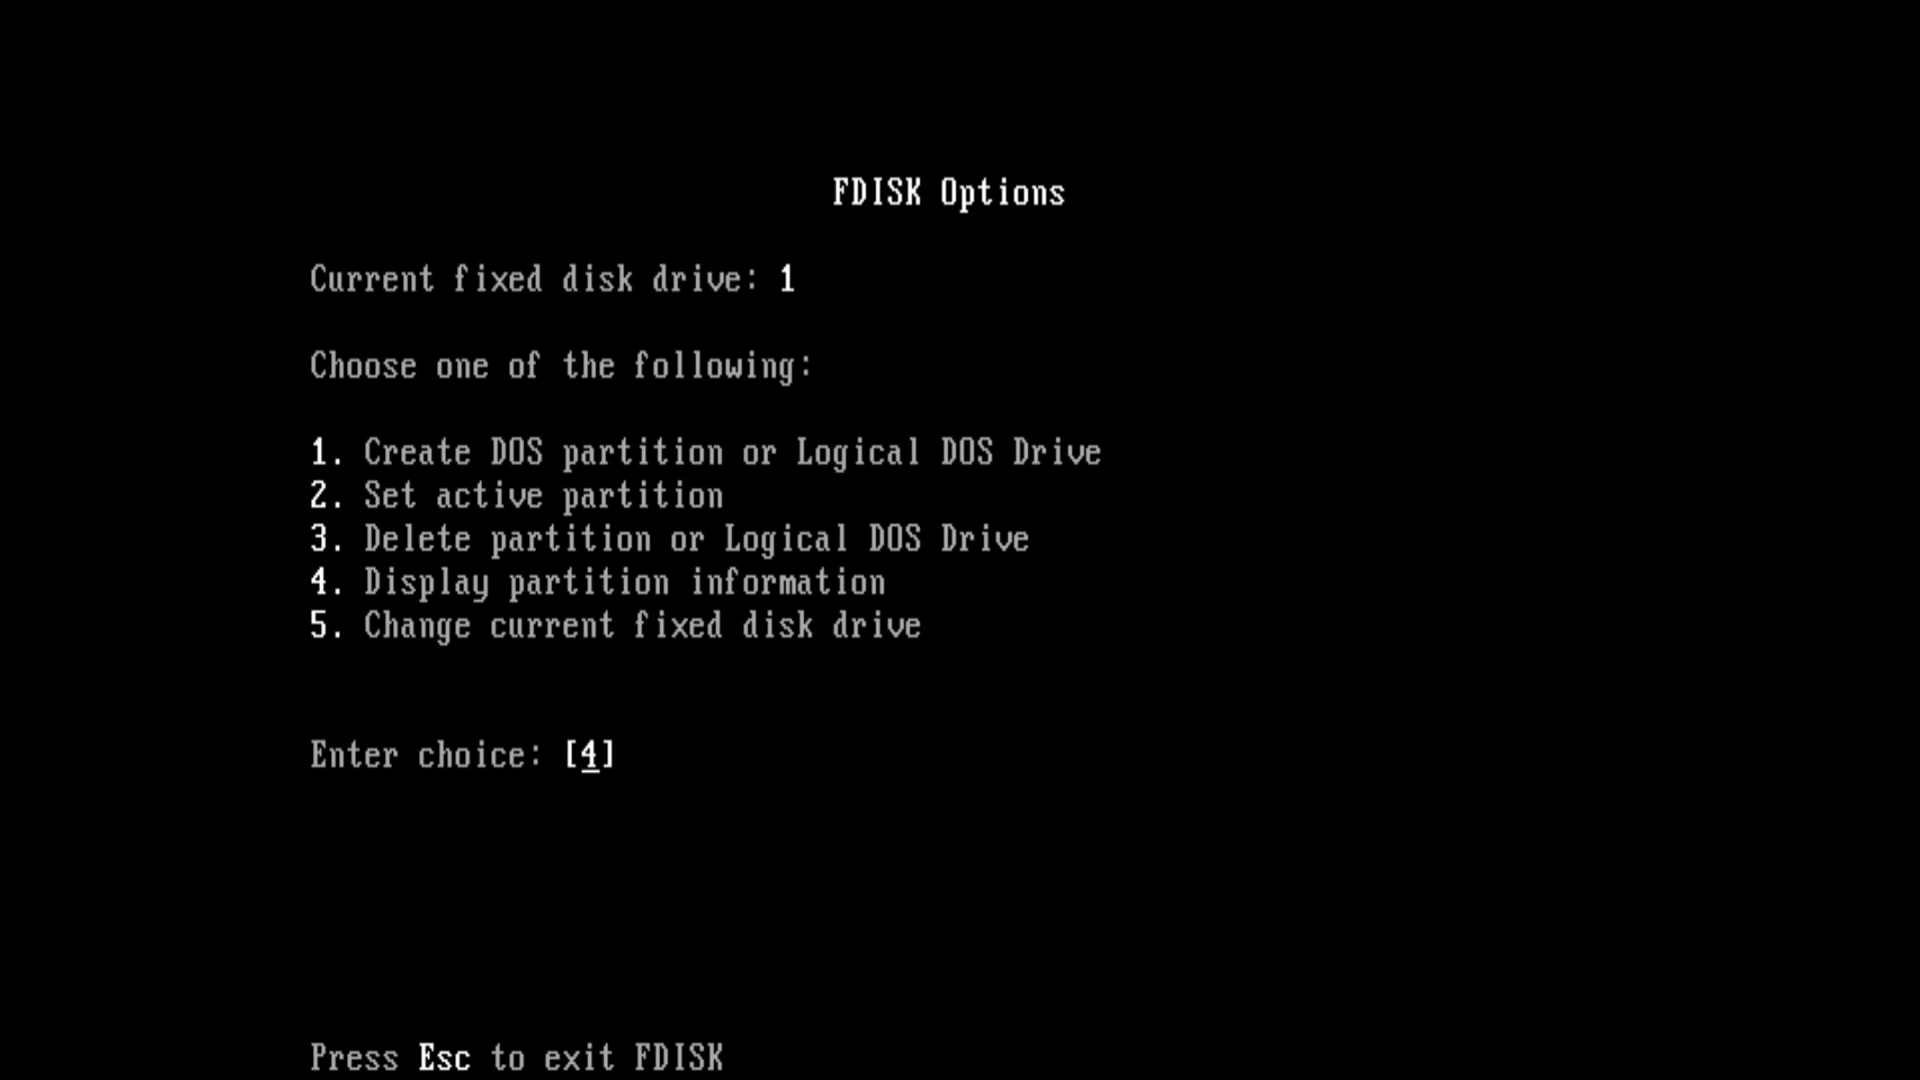 FDISK Options
Current fixed disk drive: 1
Choose one of the following:
1. Create DOS partition or Logical DOS Drive
2. Set active partition
3. Delete partition or Logical DOS Drive
4. Display partition information
5. Change current fixed disk drive
Enter choice: [4]
Press Esc to exit FDISK